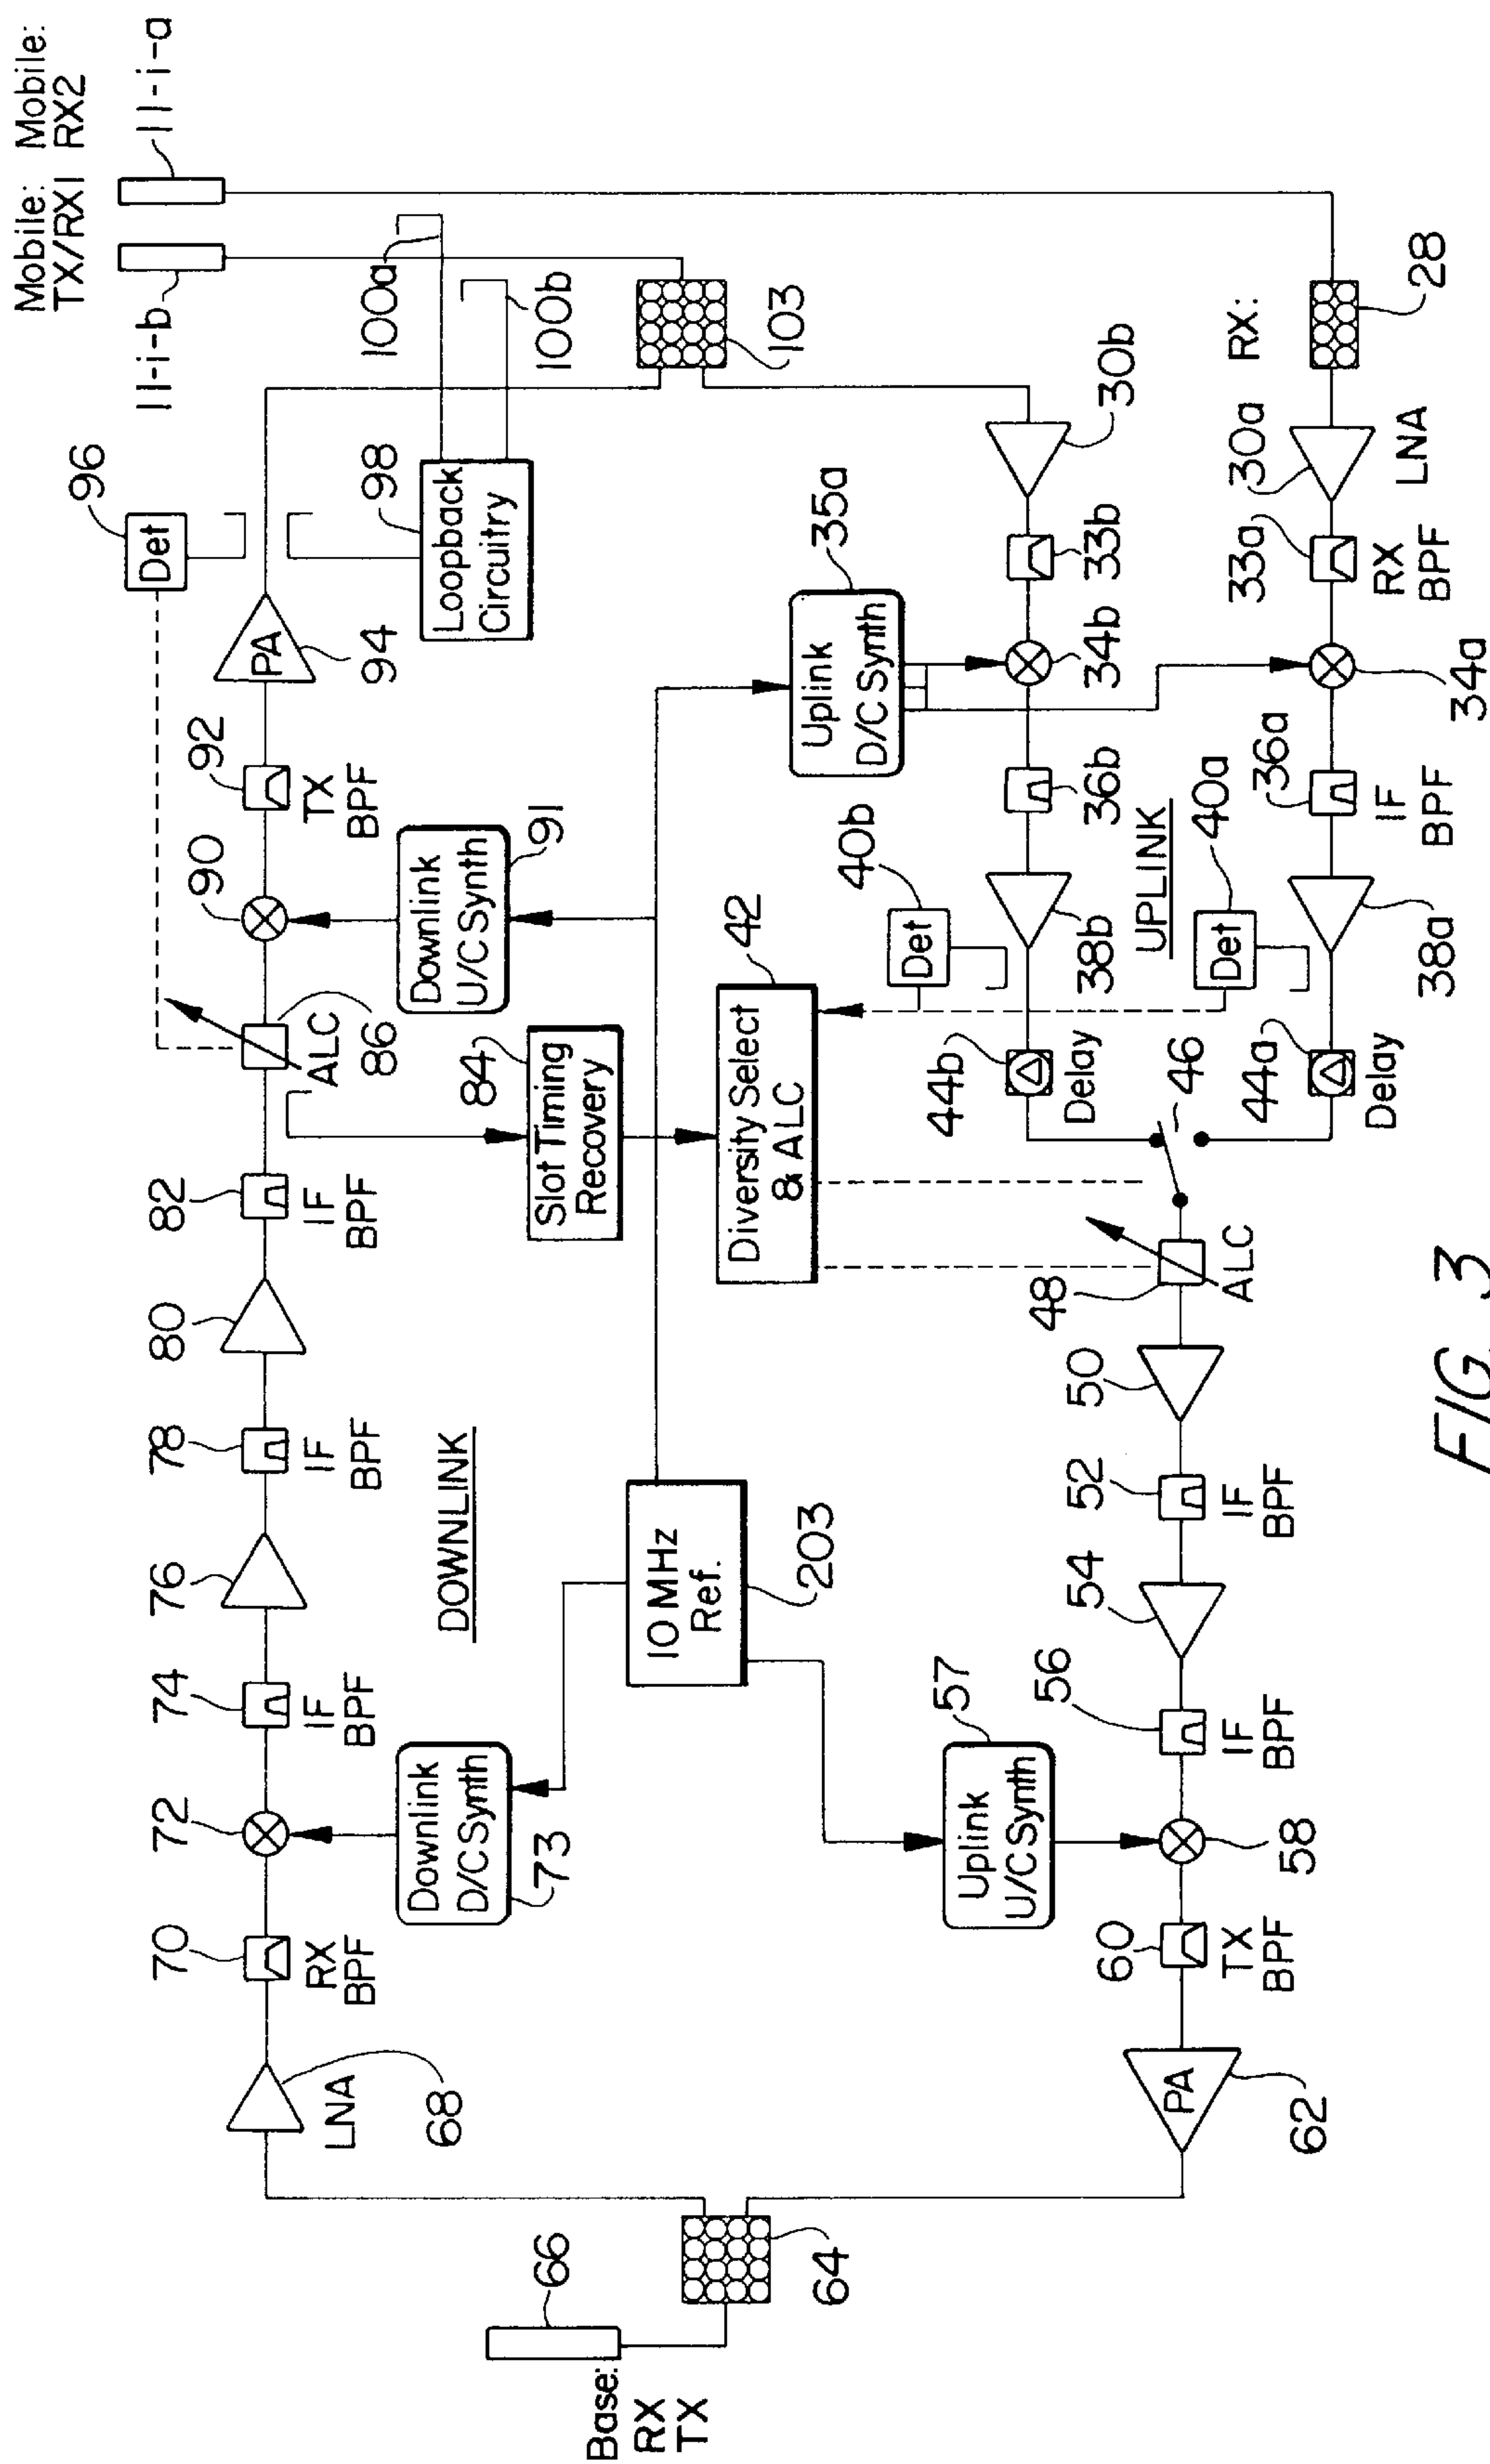 Mobile: Mobile:
TX/RX1 RX2
11-i-b
11-i-a
96
Det
100a
100b
98
Loopback
Circuitry
103
PA
94
92
TX
BPF
90
Downlink
U/C Synth
91
ALC
86
84
Slot Timing
Recovery
82
IF
BPF
80
78
IF
BPF
76
74
IF
BPF
72
Downlink
D/C Synth
73
70
RX
BPF
LNA
68
DOWNLINK
10 MHz
Ref.
203
42
Diversity Select
& ALC
Uplink
D/C Synth
35a
30b
33b
34b
36b
38b
40b
Det
44b
Delay
UPLINK
RX:
28
30a
LNA
33a
RX
BPF
34a
36a
IF
BPF
40a
Det
38a
44a
Delay
46
48
ALC
50
52
IF
BPF
54
56
IF
BPF
57
Uplink
U/C Synth
58
60
TX
BPF
PA
62
64
66
Base:
RX
TX
FIG. 3